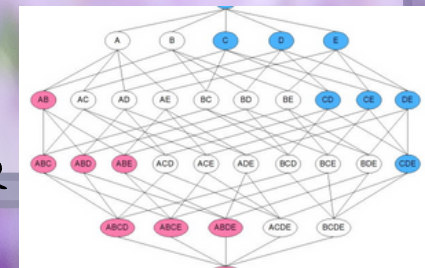 A B C D E
AB AC AD AE BC BD BE CD CE DE
ABC ABD ABE ACD ACE ADE BCD BCE BDE CDE
ABCD ABCE ABDE ACDE BCDE